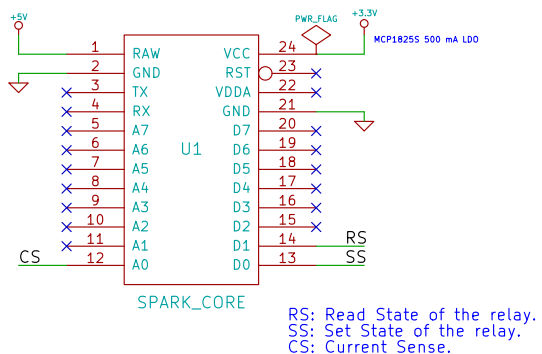 +5V
PWR_FLAG
+3.3V
MCP1825S 500 mA LDO
1 RAW VCC 24
2 GND RST 23
3 TX VDDA 22
4 RX GND 21
5 A7 D7 20
6 A6 U1 D6 19
7 A5 D5 18
8 A4 D4 17
9 A3 D3 16
10 A2 D2 15
11 A1 D1 14 RS
CS 12 A0 D0 13 SS
SPARK_CORE
RS: Read State of the relay.
SS: Set State of the relay.
CS: Current Sense.